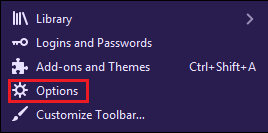 Library
Logins and Passwords
Add-ons and Themes Ctrl+Shift+A
Options
Customize Toolbar...